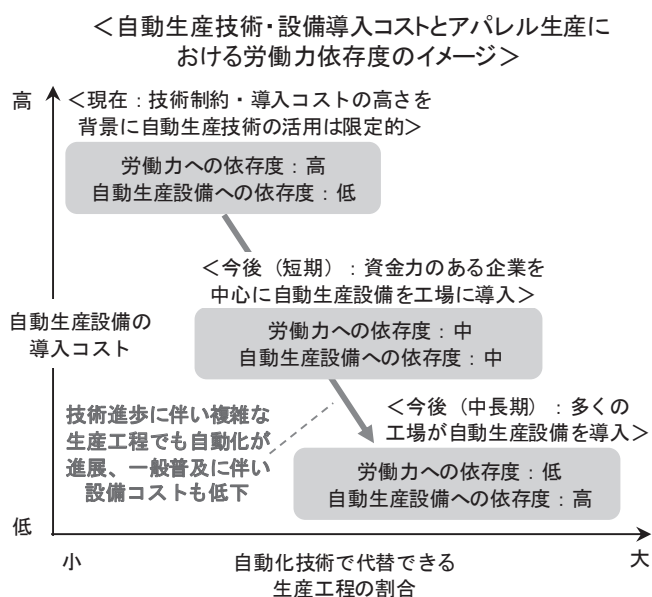 ＜自動生産技術・設備導入コストとアパレル生産に
おける労働力依存度のイメージ＞
高
＜現在：技術制約・導入コストの高さを
背景に自動生産技術の活用は限定的＞
労働力への依存度：高
自動生産設備への依存度：低
＜今後（短期）：資金力のある企業を
中心に自動生産設備を工場に導入＞
労働力への依存度：中
自動生産設備への依存度：中
自動生産設備の
導入コスト
技術進歩に伴い複雑な
生産工程でも自動化が
進展、一般普及に伴い
設備コストも低下
＜今後（中長期）：多くの
工場が自動生産設備を導入＞
労働力への依存度：低
自動生産設備への依存度：高
低
小
自動化技術で代替できる
生産工程の割合
大